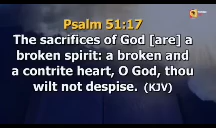 Psalm 51:17
The sacrifices of God [are] a
broken spirit: a broken and
a contrite heart, O God, thou
wilt not despise. (KJV)